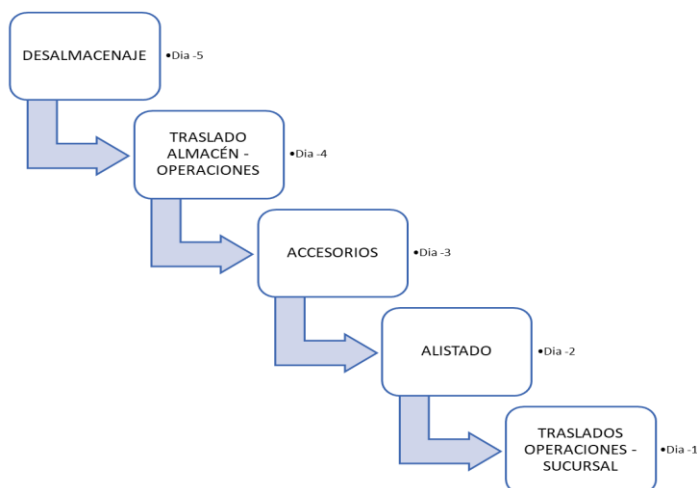 DESALMACENAJE
•Dia -5
TRASLADO
ALMACÉN -
OPERACIONES
•Dia -4
ACCESORIOS
•Dia -3
ALISTADO
•Dia -2
TRASLADOS
OPERACIONES -
SUCURSAL
•Dia -1